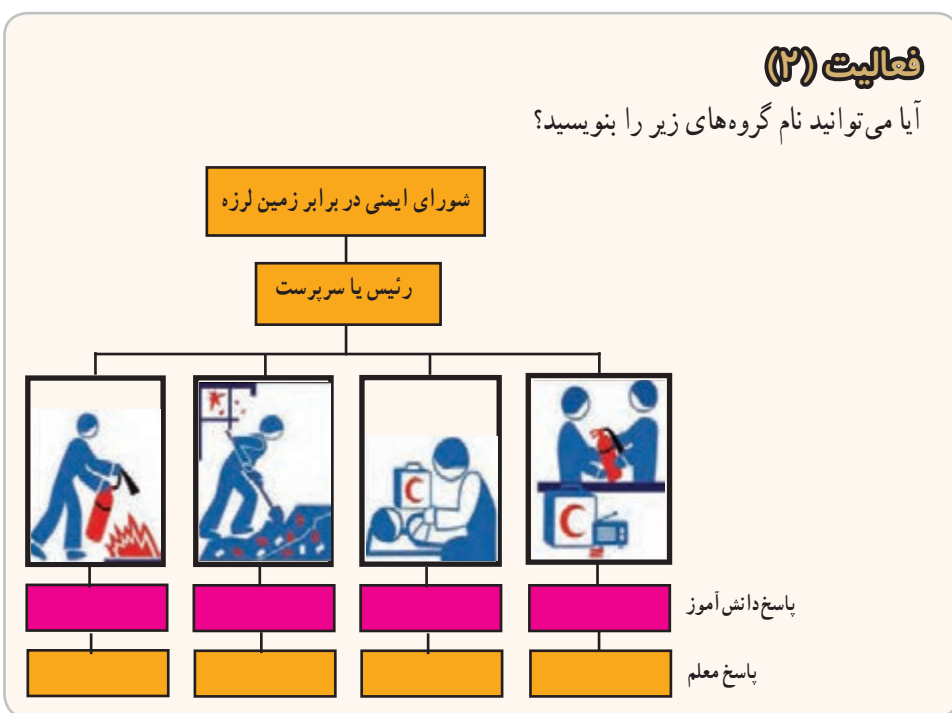 فعالیت (۲)
آیا می‌توانید نام گروه‌های زیر را بنویسید؟
شورای ایمنی در برابر زمین لرزه
رئیس یا سرپرست
پاسخ دانش آموز
پاسخ معلم